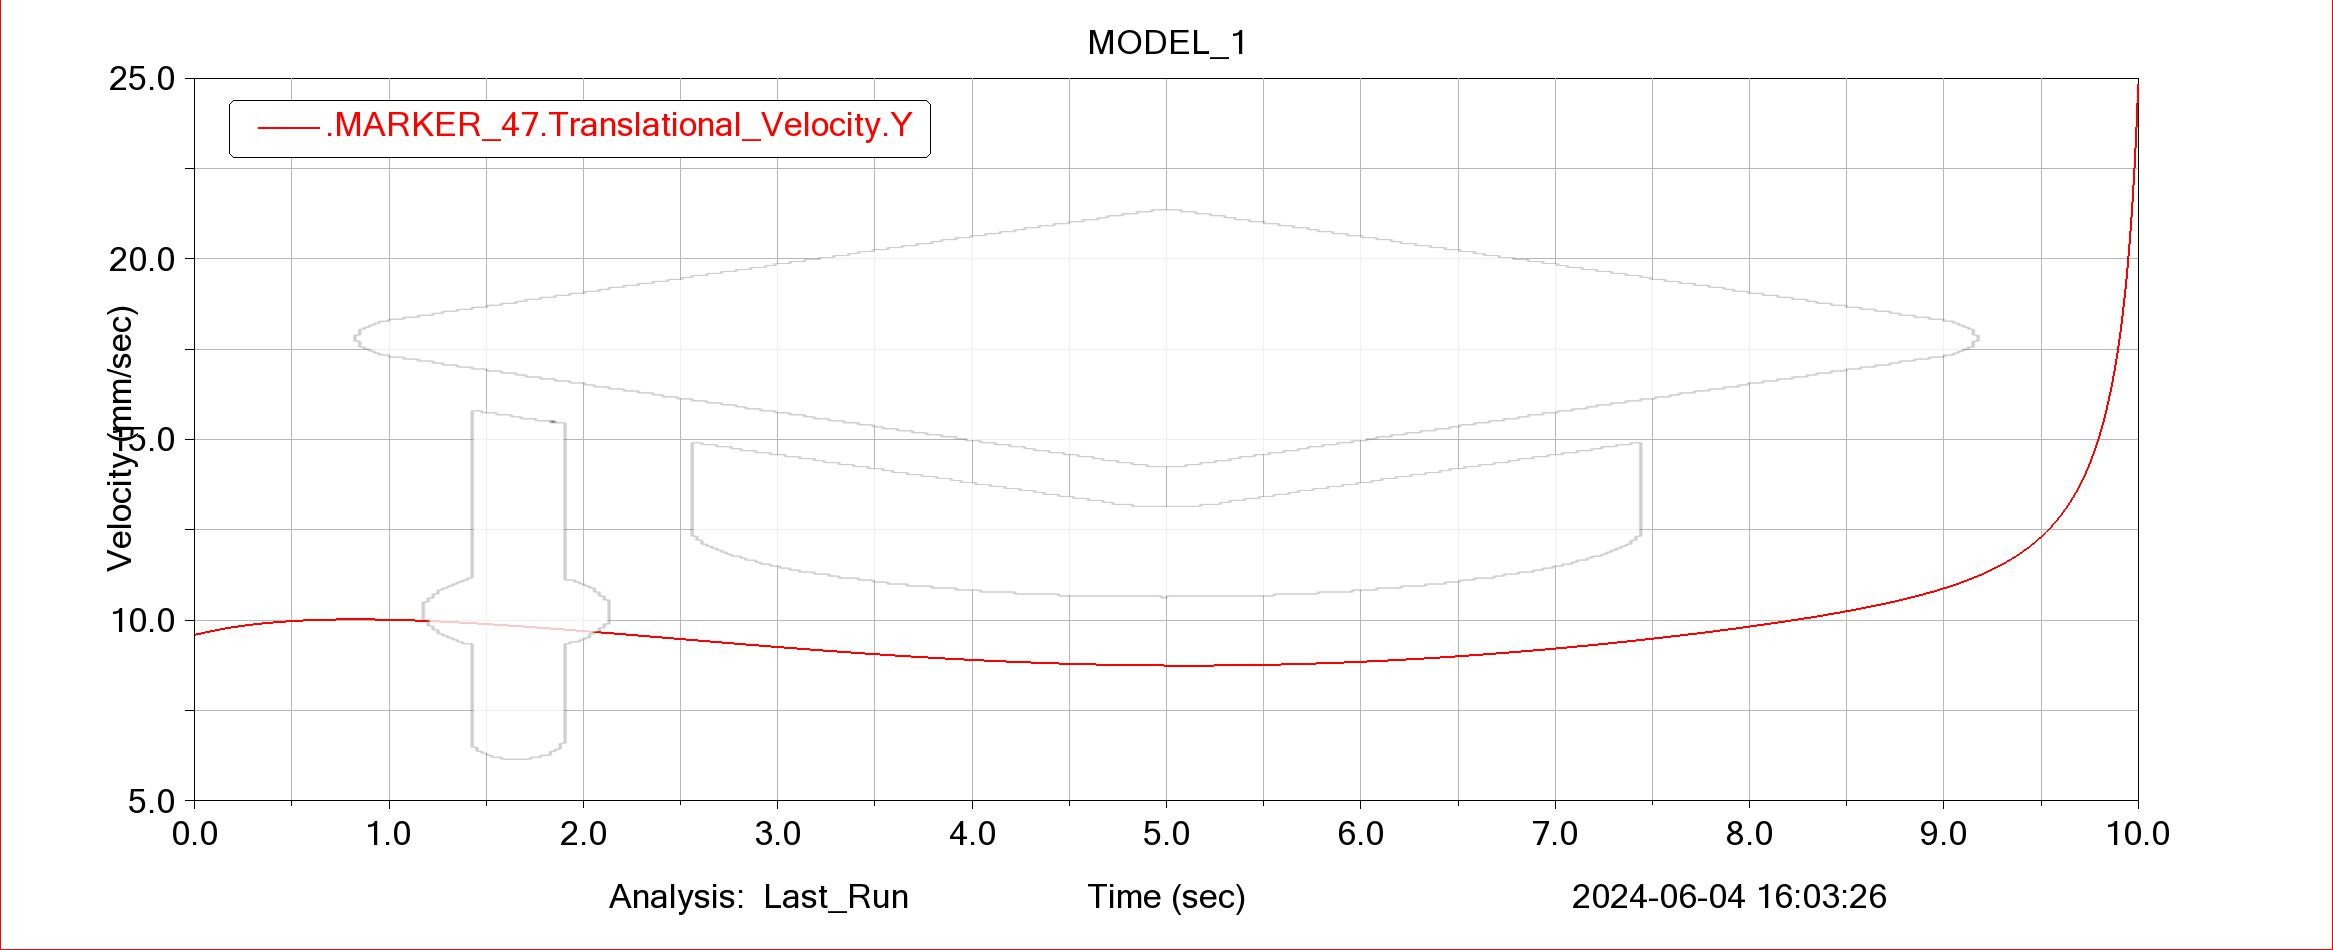 MODEL_1
25.0
.MARKER_47.Translational_Velocity.Y
20.0
Velocity (mm/sec)
5.0
10.0
5.0
0.0 1.0 2.0 3.0 4.0 5.0 6.0 7.0 8.0 9.0 10.0
Analysis: Last_Run Time (sec) 2024-06-04 16:03:26